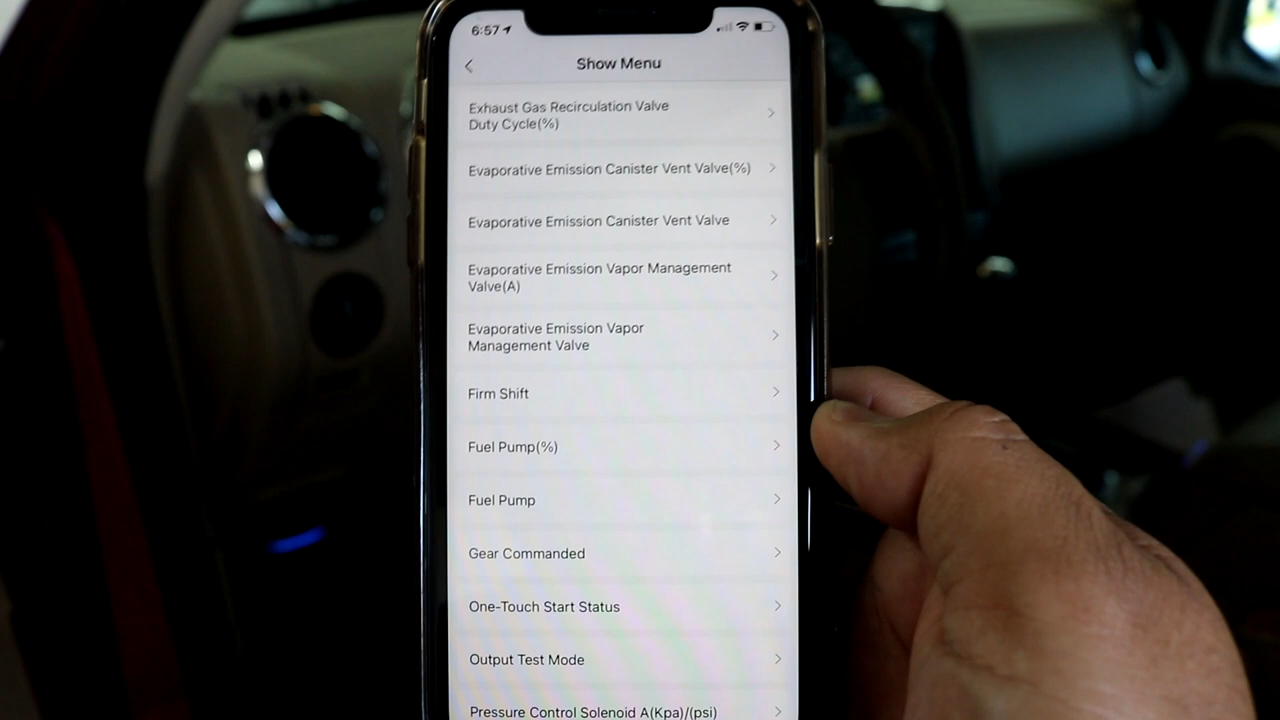 6:57
Show Menu
Exhaust Gas Recirculation Valve
Duty Cycle(%)
Evaporative Emission Canister Vent Valve(%)
Evaporative Emission Canister Vent Valve
Evaporative Emission Vapor Management
Valve(A)
Evaporative Emission Vapor
Management Valve
Firm Shift
Fuel Pump(%)
Fuel Pump
Gear Commanded
One-Touch Start Status
Output Test Mode
Pressure Control Solenoid A(Kpa)/(psi)